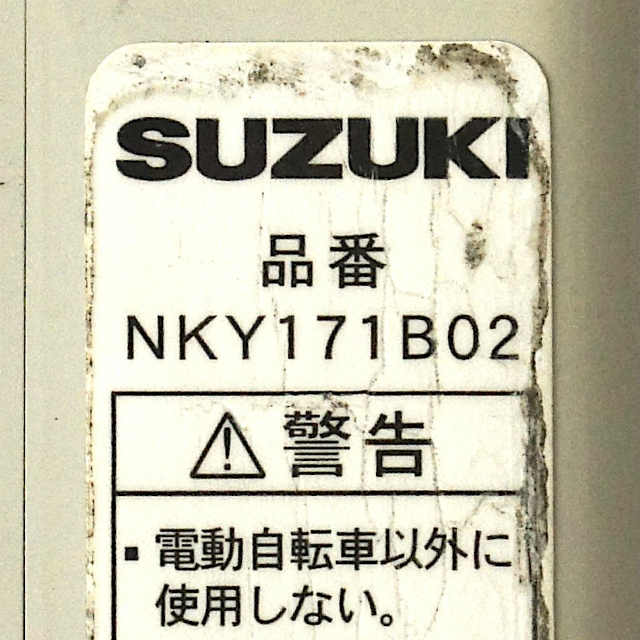 SUZUKI
品番
NKY171B02
警告
▪ 電動自転車以外に
使用しない。